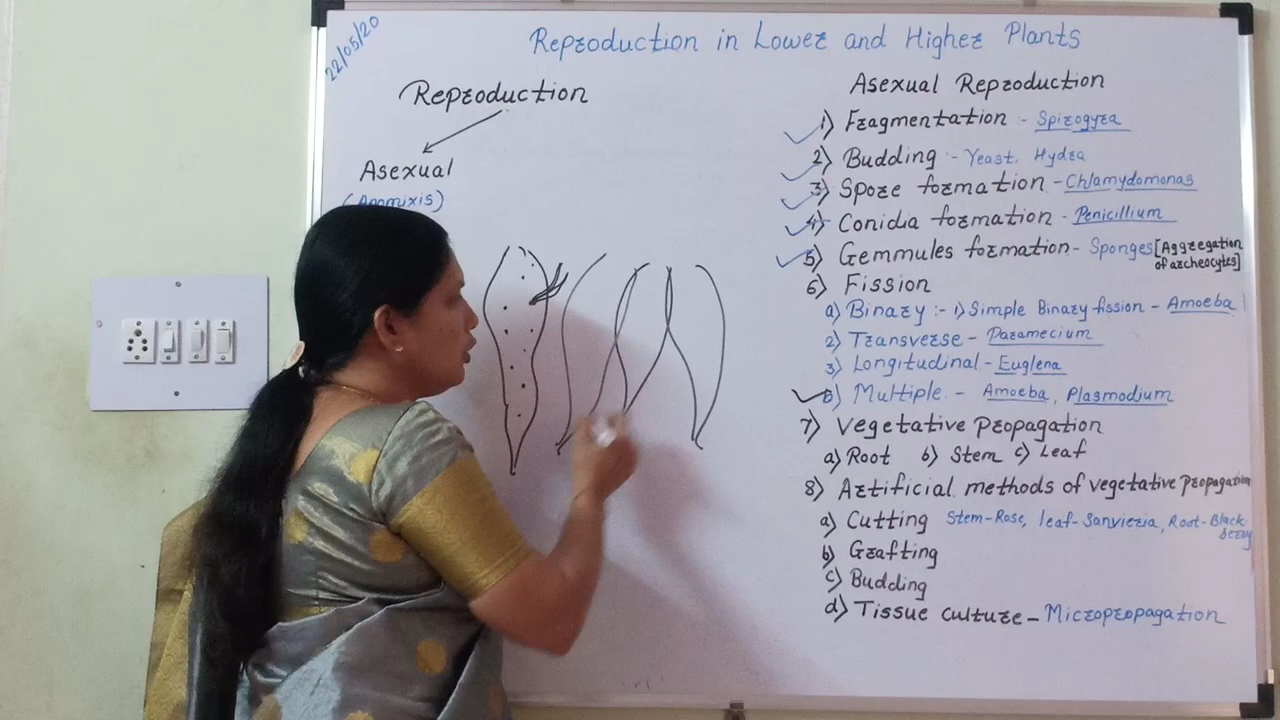 22/05/20
Reproduction in Lower and Higher Plants
Reproduction
Asexual
(Apomixis)
Asexual Reproduction
1) Fragmentation :- Spirogyra
2) Budding :- Yeast. Hydra
3) Spore formation - Chlamydomonas
4) Conidia formation - Penicillium
5) Gemmules formation - Sponges [Aggregation
of archeocytes]
6) Fission
a) Binary :- 1) Simple Binary fission - Amoeba
2) Transverse - Paramecium
3) Longitudinal - Euglena
b) Multiple - Amoeba, Plasmodium
7) Vegetative Propagation
a) Root b) Stem c) Leaf
8) Artificial methods of vegetative propagation
a) Cutting Stem-Rose, leaf-Sanvieria, Root-Black
berry
b) Grafting
c) Budding
d) Tissue culture - Micropropagation